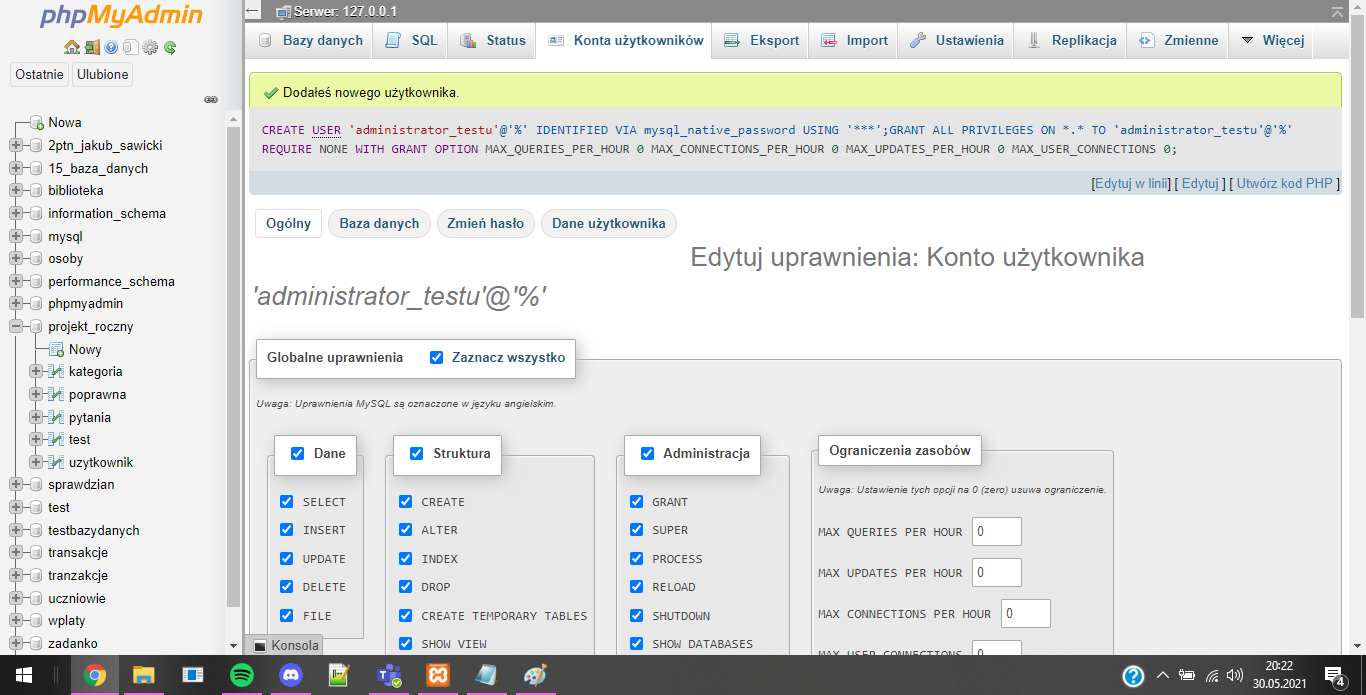 phpMyAdmin
Ostatnie
Ulubione
Nowa
2ptn_jakub_sawicki
15_baza_danych
biblioteka
information_schema
mysql
osoby
performance_schema
phpmyadmin
projekt_roczny
Nowy
kategoria
poprawna
pytania
test
uzytkownik
sprawdzian
test
testbazydanych
transakcje
tranzakcje
uczniowie
wplaty
zadanko
Serwer: 127.0.0.1
Bazy danych
SQL
Status
Konta użytkowników
Eksport
Import
Ustawienia
Replikacja
Zmienne
Więcej
Dodałeś nowego użytkownika.
CREATE USER 'administrator_testu'@'%' IDENTIFIED VIA mysql_native_password USING '***';GRANT ALL PRIVILEGES ON *.* TO 'administrator_testu'@'%'
REQUIRE NONE WITH GRANT OPTION MAX_QUERIES_PER_HOUR 0 MAX_CONNECTIONS_PER_HOUR 0 MAX_UPDATES_PER_HOUR 0 MAX_USER_CONNECTIONS 0;
[Edytuj w linii] [ Edytuj ] [ Utwórz kod PHP ]
Ogólny
Baza danych
Zmień hasło
Dane użytkownika
Edytuj uprawnienia: Konto użytkownika
'administrator_testu'@'%'
Globalne uprawnienia
Zaznacz wszystko
Uwaga: Uprawnienia MySQL są oznaczone w języku angielskim.
Dane
SELECT
INSERT
UPDATE
DELETE
FILE
Struktura
CREATE
ALTER
INDEX
DROP
CREATE TEMPORARY TABLES
SHOW VIEW
Administracja
GRANT
SUPER
PROCESS
RELOAD
SHUTDOWN
SHOW DATABASES
Ograniczenia zasobów
Uwaga: Ustawienie tych opcji na 0 (zero) usuwa ograniczenie.
MAX QUERIES PER HOUR 0
MAX UPDATES PER HOUR 0
MAX CONNECTIONS PER HOUR 0
MAX USER CONNECTIONS 0
Konsola
20:22
30.05.2021
4